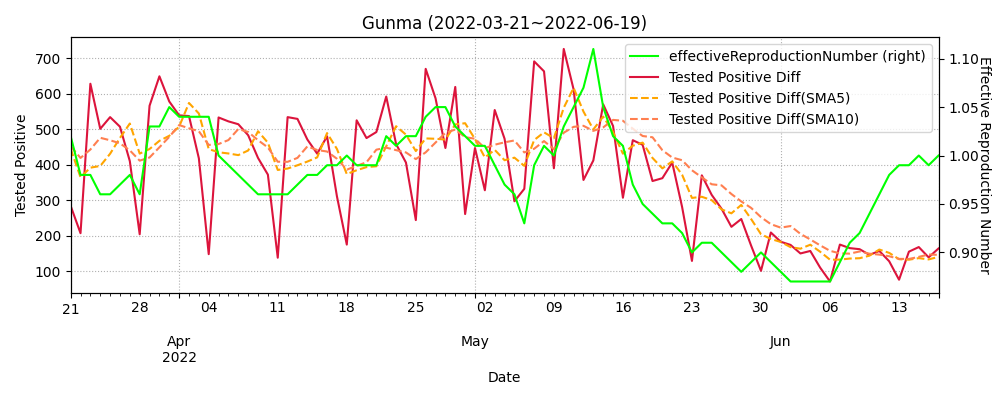 Gunma (2022-03-21~2022-06-19)
effectiveReproductionNumber (right)
Tested Positive Diff
Tested Positive Diff(SMA5)
Tested Positive Diff(SMA10)
Tested Positive
700
600
500
400
300
200
100
1.10
1.05
1.00
0.95
0.90
Effective Reproduction Number
21 28 04 11 18 25 02 09 16 23 30 06 13
Apr May Jun
2022
Date